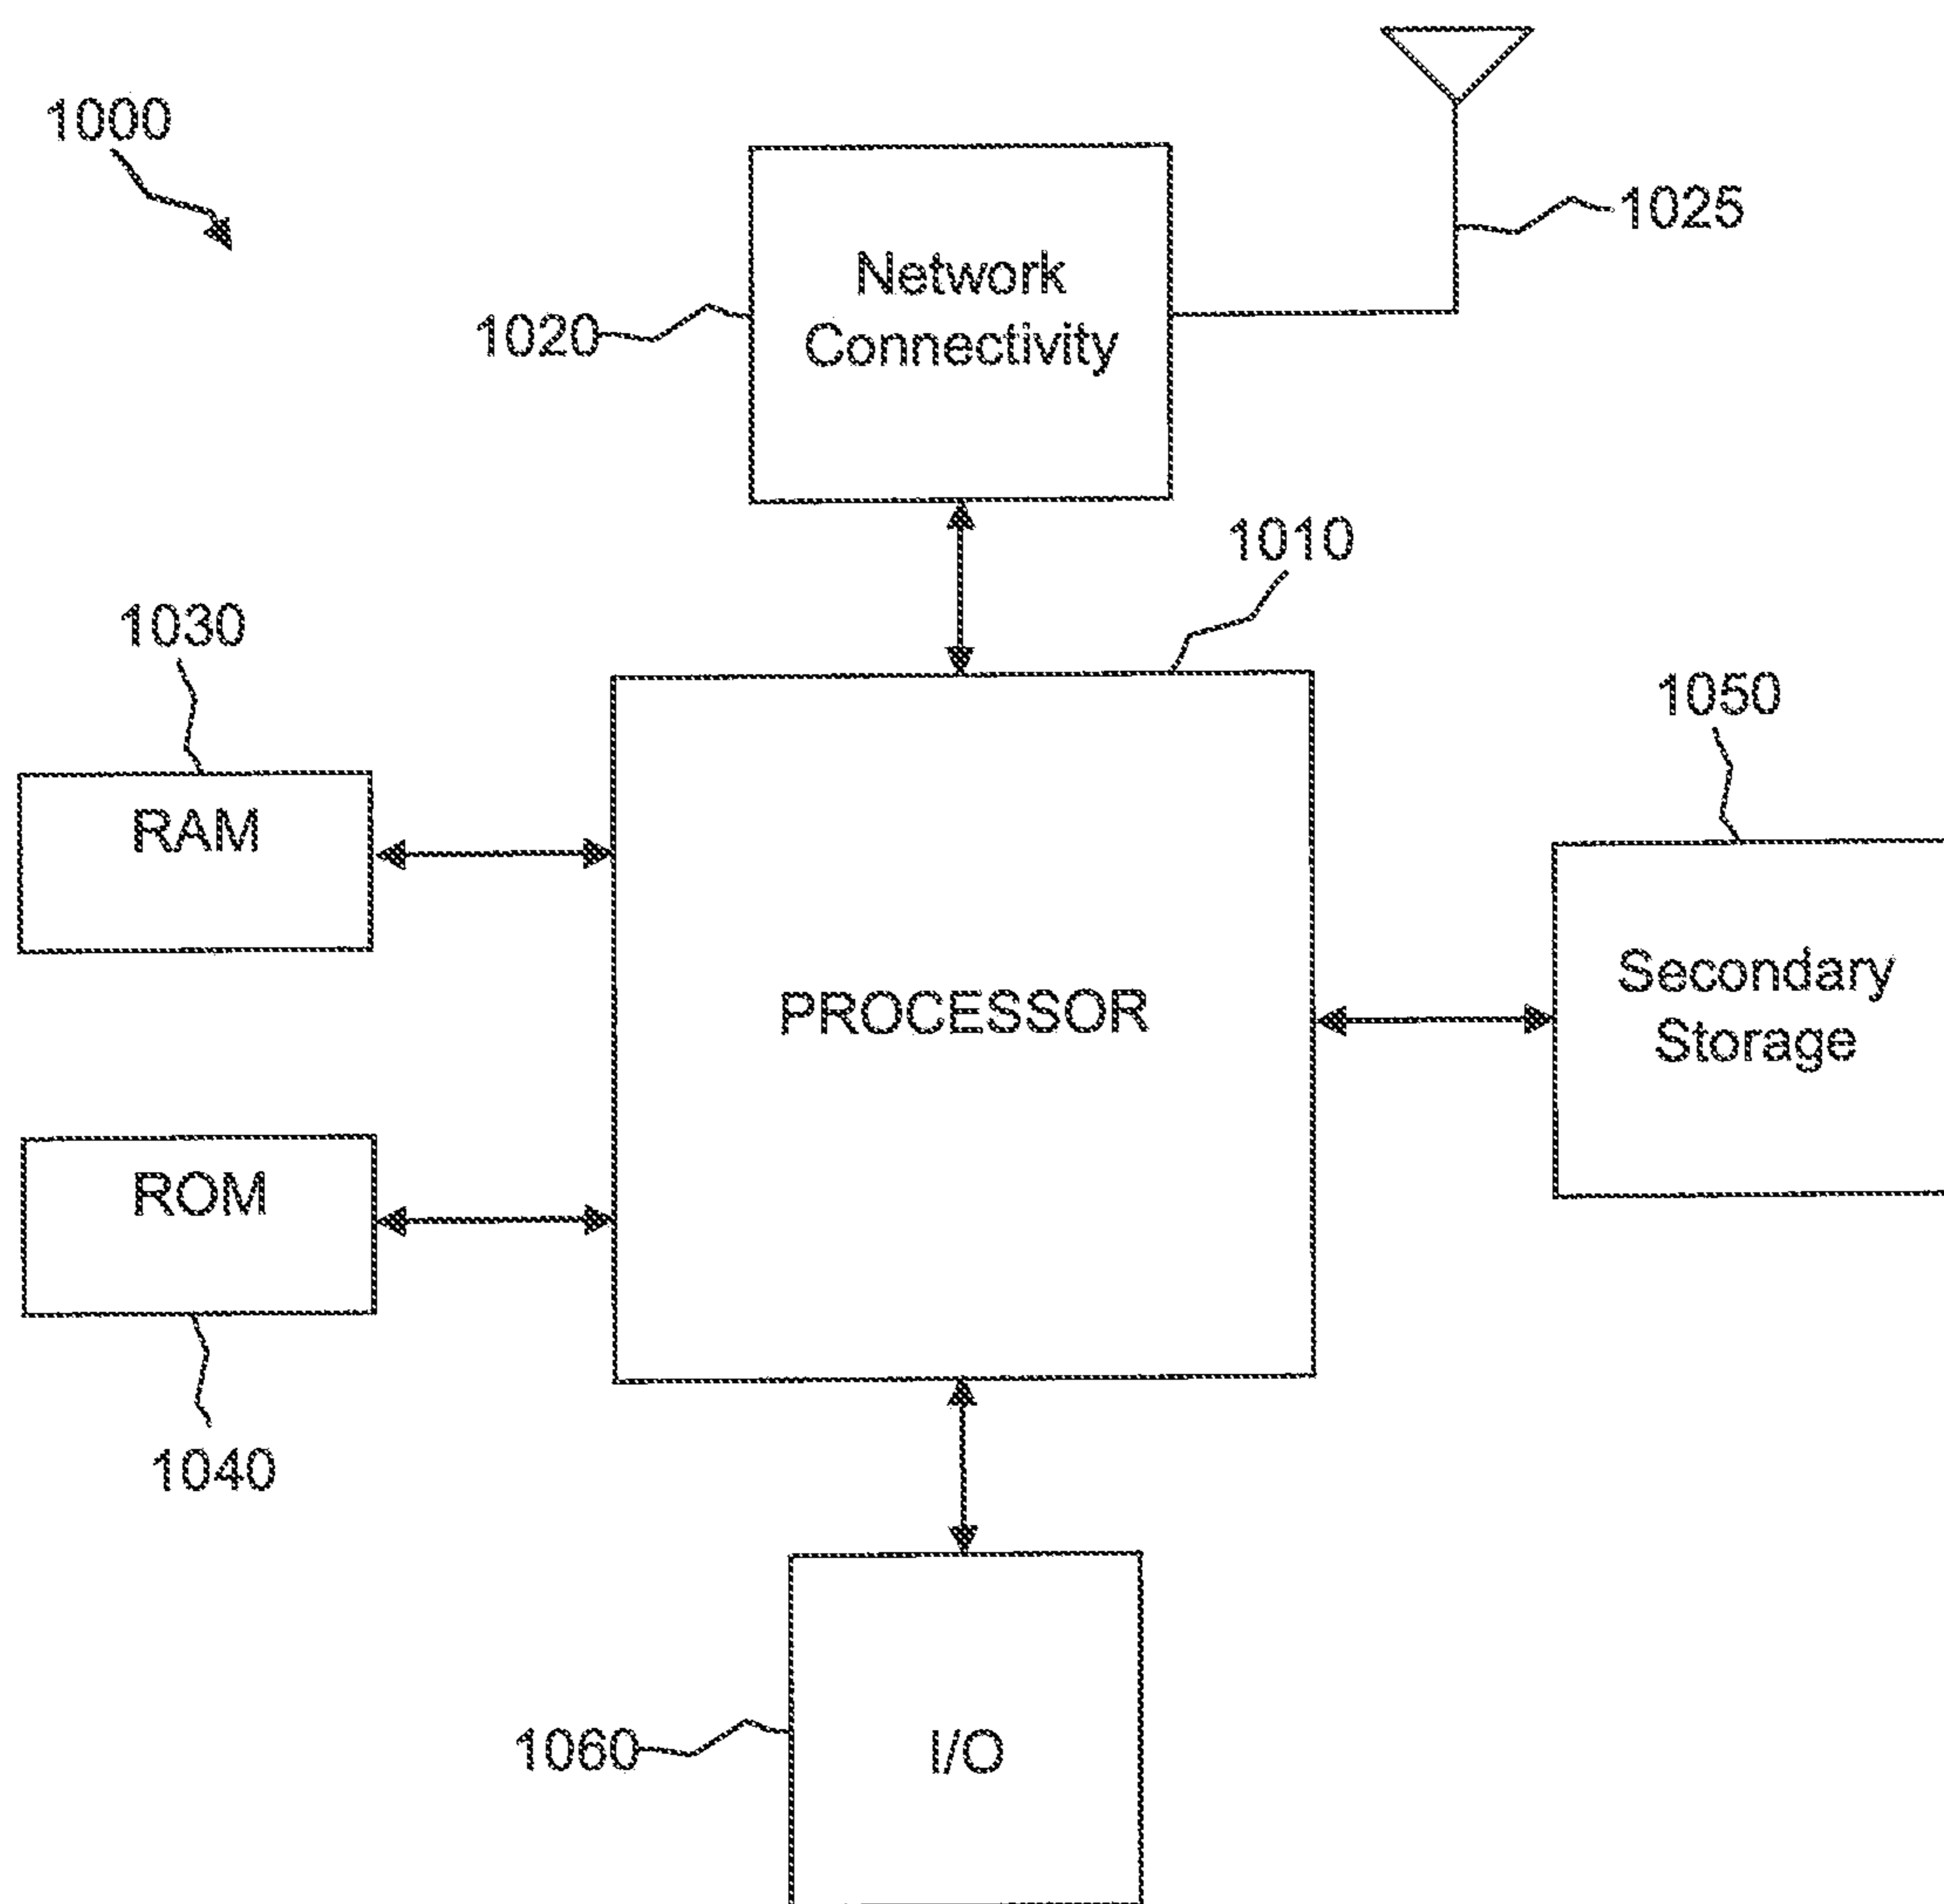 1000
1025
Network
Connectivity
1020
1010
1030
1050
RAM
Secondary
Storage
PROCESSOR
ROM
1040
1060
I/O